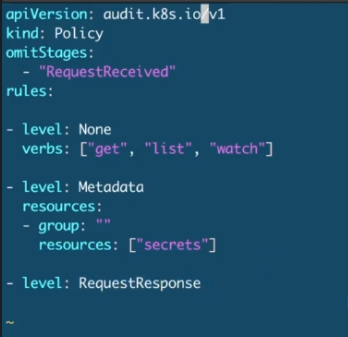 apiVersion: audit.k8s.io/v1
kind: Policy
omitStages:
  - "RequestReceived"
rules:

- level: None
  verbs: ["get", "list", "watch"]

- level: Metadata
  resources:
  - group: ""
    resources: ["secrets"]

- level: RequestResponse

~